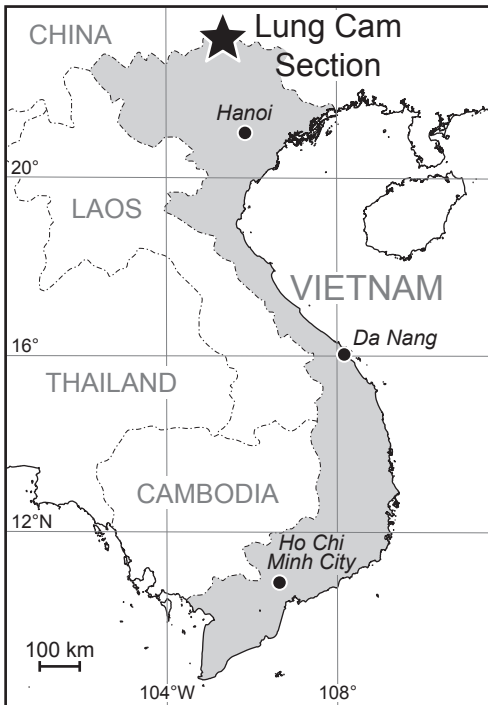 CHINA
Lung Cam
Section
Hanoi
20°
LAOS
VIETNAM
16°
Da Nang
THAILAND
CAMBODIA
12°N
Ho Chi
Minh City
100 km
104°W
108°